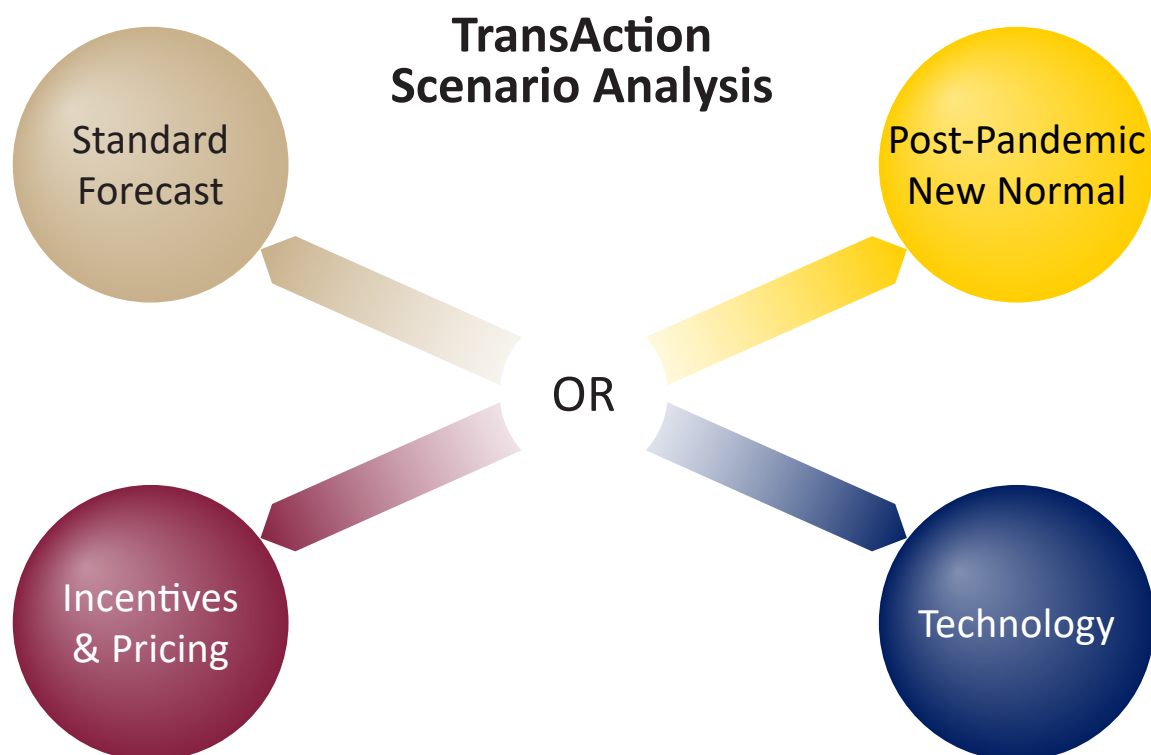 TransAction
Scenario Analysis
Standard
Forecast
Post-Pandemic
New Normal
OR
Incentives
& Pricing
Technology